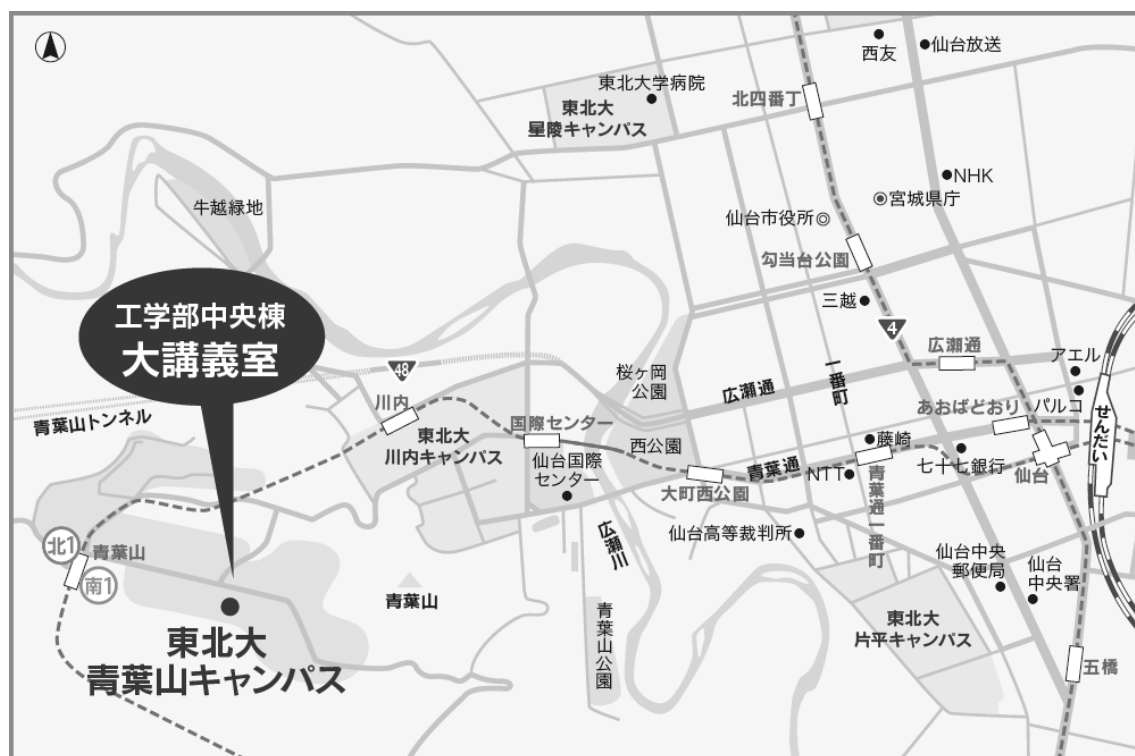 西友
仙台放送
東北大学病院
東北大
星陵キャンパス
北四番丁
NHK
宮城県庁
仙台市役所
勾当台公園
牛越緑地
工学部中央棟
大講義室
三越
4
広瀬通
アエル
48
桜ヶ岡
公園
広瀬通
一番町
あおばどおり
パルコ
せんだい
青葉山トンネル
川内
東北大
川内キャンパス
国際センター
仙台国際
センター
西公園
大町西公園
青葉通
藤崎
NTT
青葉通一番町
七十七銀行
仙台
広瀬川
仙台高等裁判所
北1
青葉山
南1
仙台中央
郵便局
仙台
中央署
青葉山
青葉山公園
東北大
片平キャンパス
東北大
青葉山キャンパス
五橋